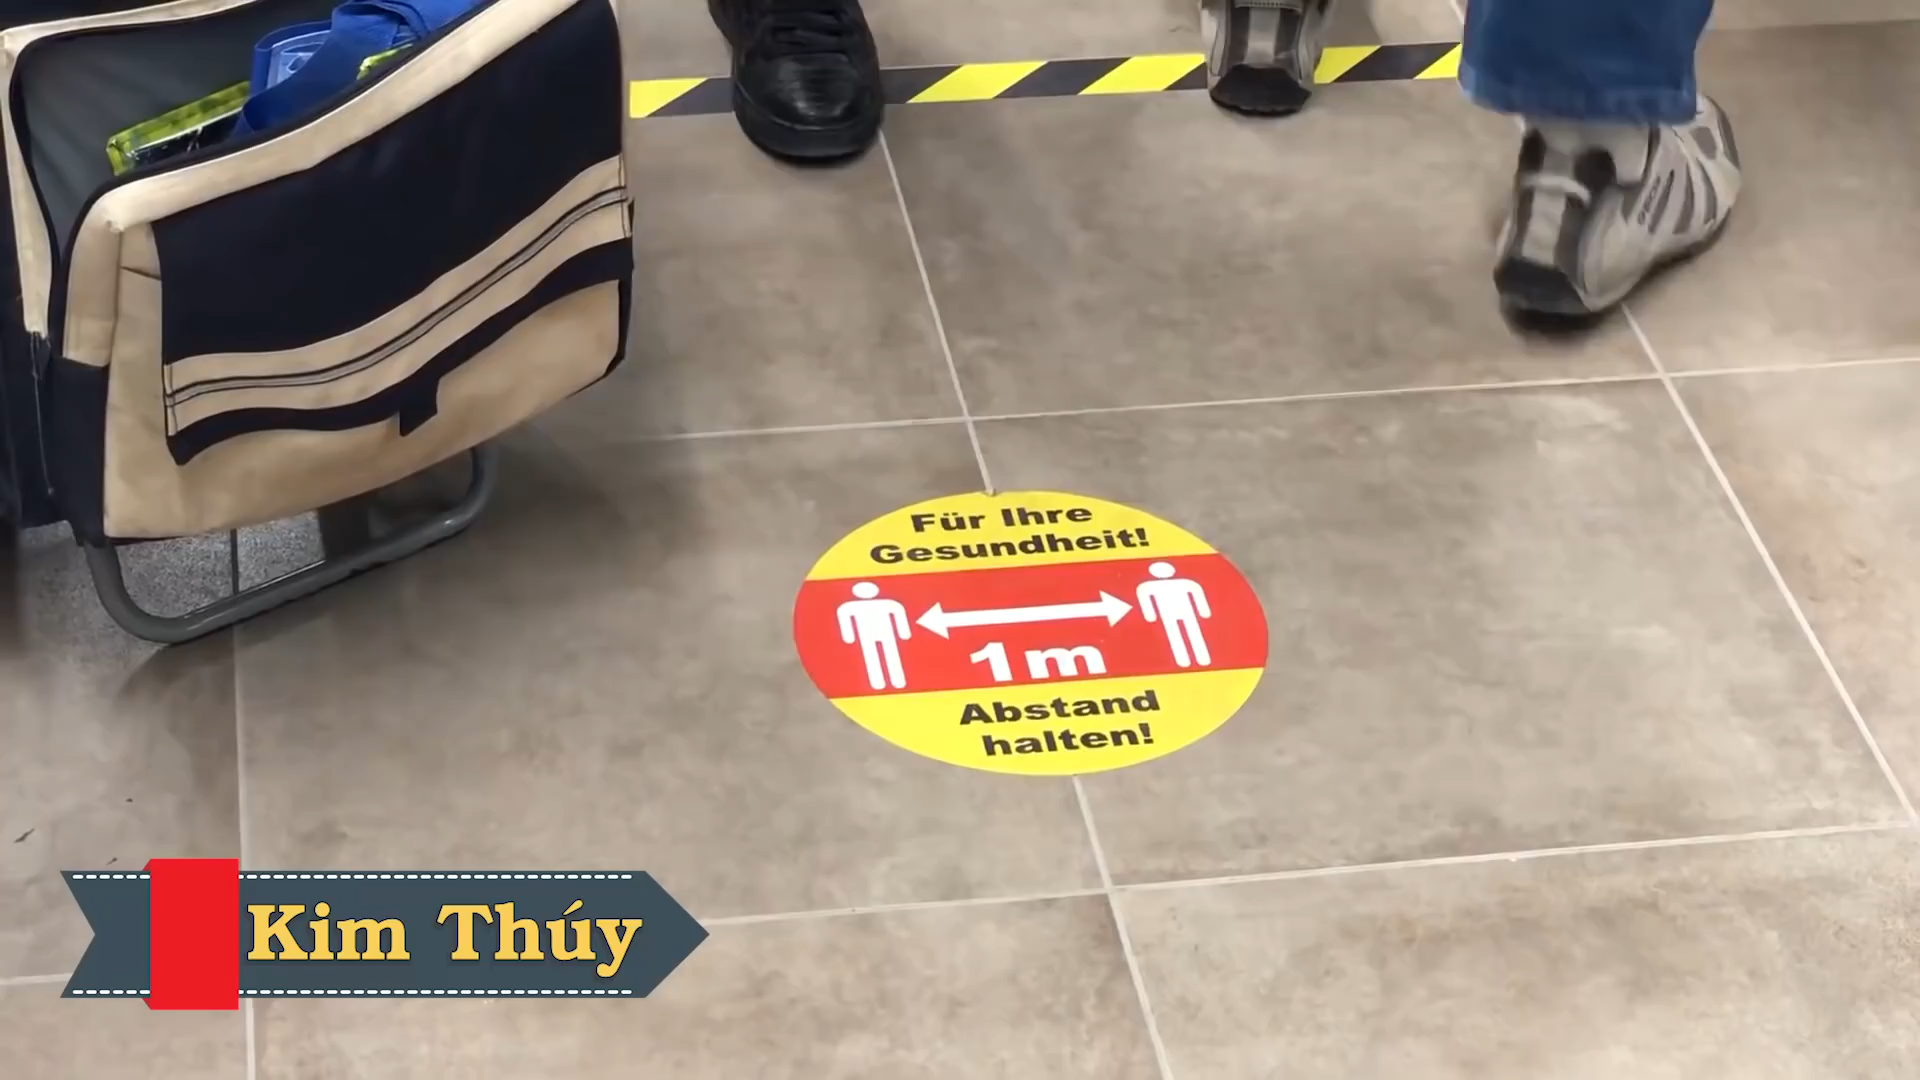 Für Ihre
Gesundheit!
1m
Abstand
halten!
Kim Thúy